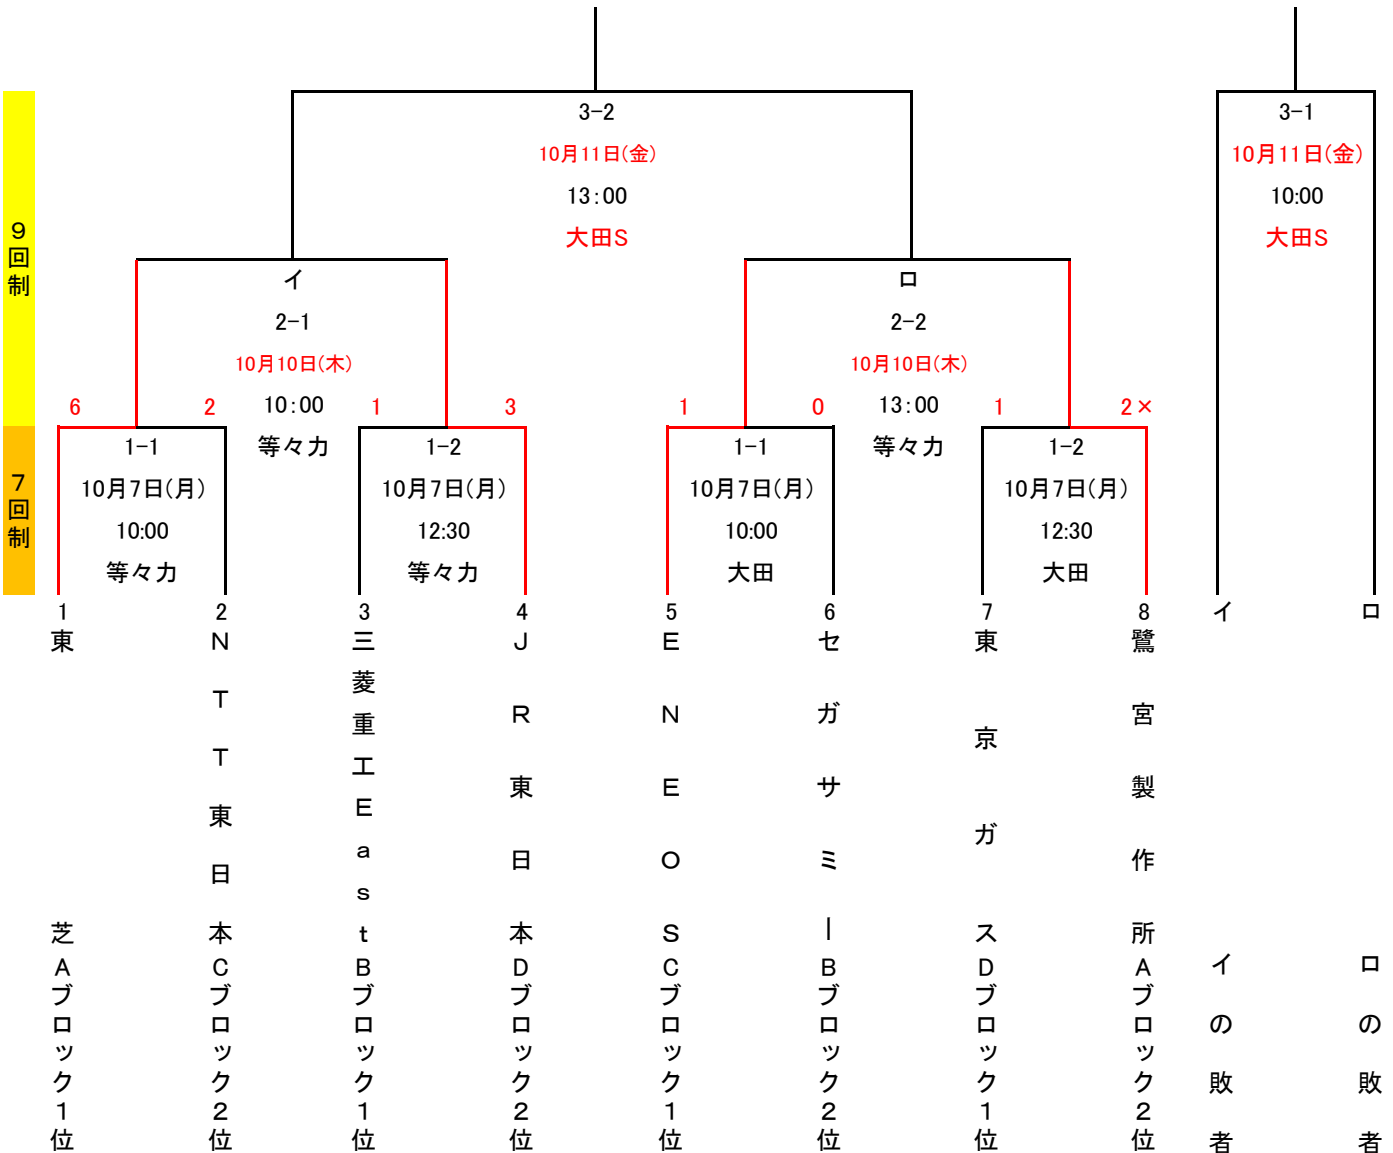 3-2
10月11日(金)
13:00
大田S
3-1
10月11日(金)
10:00
大田S
9回制
イ
2-1
10月10日(木)
10:00
等々力
ロ
2-2
10月10日(木)
13:00
等々力
6 2 1 3 1 0 1 2×
7回制
1-1
10月7日(月)
10:00
等々力
1-2
10月7日(月)
12:30
等々力
1-1
10月7日(月)
10:00
大田
1-2
10月7日(月)
12:30
大田
1 2 3 4 5 6 7 8 イ ロ
東芝
Aブロック1位
NTT東日本
Cブロック2位
三菱重工East
Bブロック1位
JR東日本
Dブロック2位
ENEOS
Cブロック1位
セガサミー
Bブロック2位
東京ガス
Dブロック1位
鷺宮製作所
Aブロック2位
イの敗者
ロの敗者